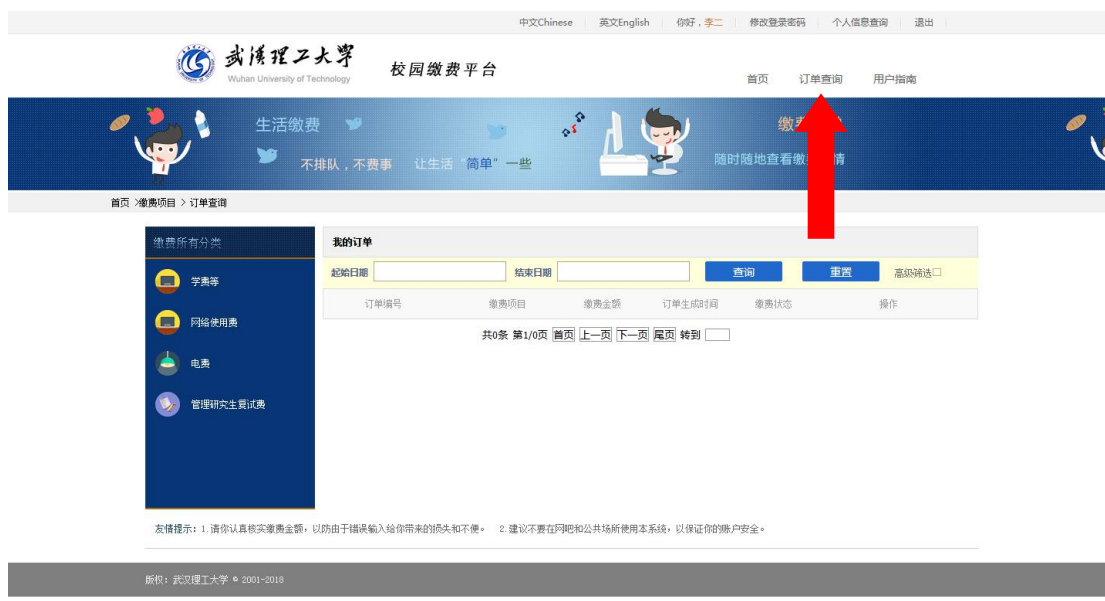 中文Chinese 英文English 你好，李二 修改登录密码 个人信息查询 退出
武汉理工大学
Wuhan University of Technology
校园缴费平台
首页 订单查询 用户指南
生活缴费
不排队，不费事 让生活“简单”一些
缴费
随时随地查看缴 情
首页 >缴费项目 > 订单查询
缴费所有分类
学费等
网络使用费
电费
管理研究生复试费
我的订单
起始日期 结束日期 查询 重置 高级筛选
订单编号 缴费项目 缴费金额 订单生成时间 缴费状态 操作
共0条 第1/0页 首页 上一页 下一页 尾页 转到
友情提示：1.请你认真核实缴费金额，以防由于错误输入给你带来的损失和不便。 2.建议不要在网吧和公共场所使用本系统，以保证你的账户安全。
版权：武汉理工大学 © 2001-2018